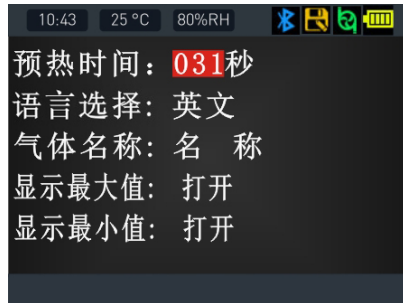 10:43 25 °C 80%RH
预热时间：031秒
语言选择: 英文
气体名称: 名 称
显示最大值: 打开
显示最小值: 打开